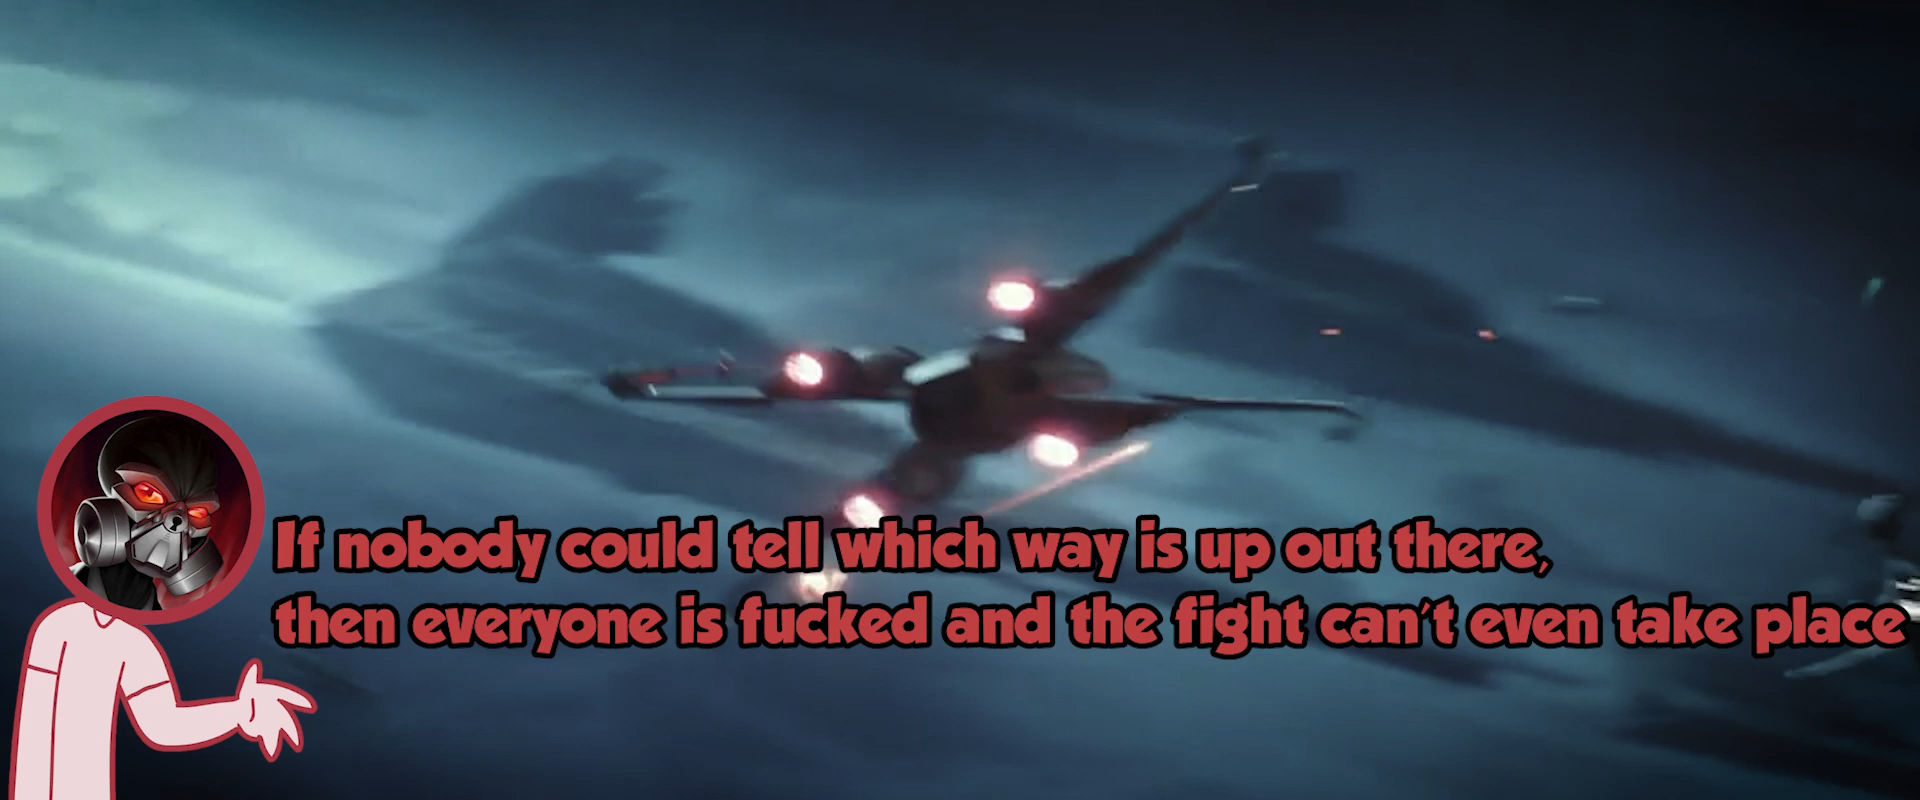 If nobody could tell which way is up out there,
then everyone is fucked and the fight can't even take place